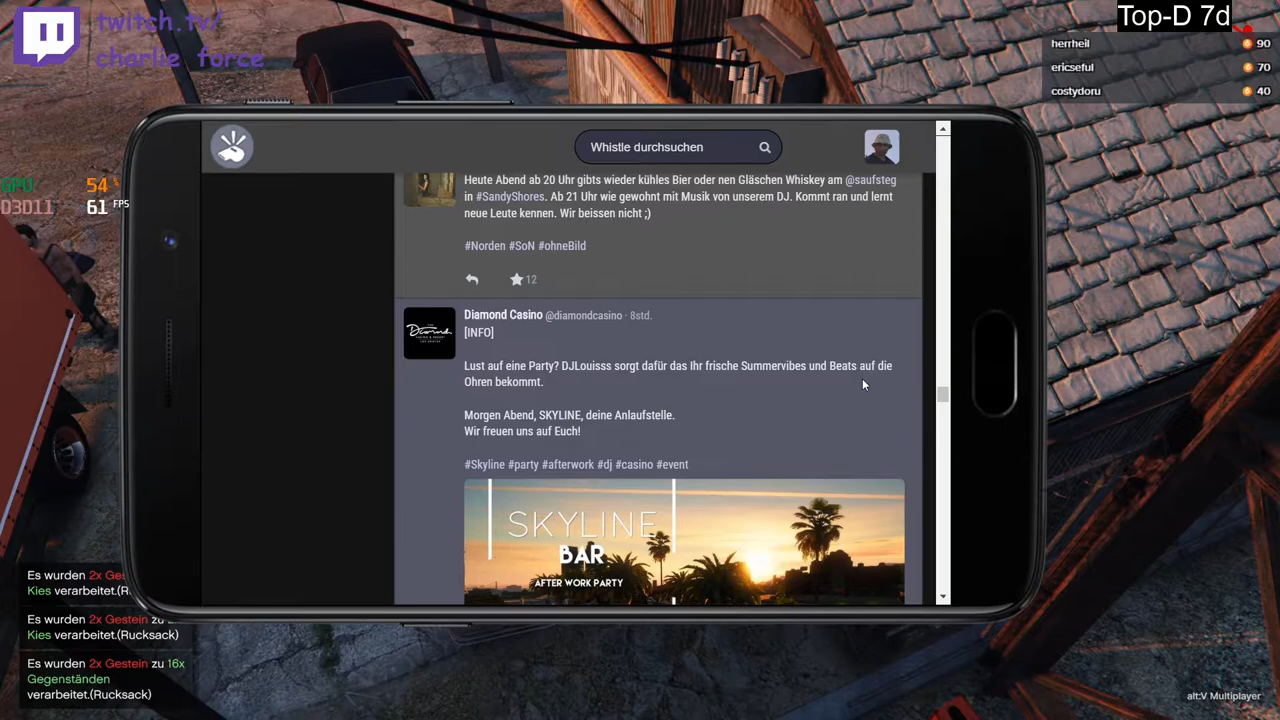 twitch.tv/
charlie force
Top-D 7d
herrheil 90
ericseful 70
costydoru 40
GPU 54 %
D3D11 61 FPS
Whistle durchsuchen
Heute Abend ab 20 Uhr gibts wieder kühles Bier oder nen Gläschen Whiskey am @saufsteg
in #SandyShores. Ab 21 Uhr wie gewohnt mit Musik von unserem DJ. Kommt ran und lernt
neue Leute kennen. Wir beissen nicht ;)
#Norden #SoN #ohneBild
12
Diamond Casino @diamondcasino · 8std.
[INFO]
Lust auf eine Party? DJLouisss sorgt dafür das Ihr frische Summervibes und Beats auf die
Ohren bekommt.
Morgen Abend, SKYLINE, deine Anlaufstelle.
Wir freuen uns auf Euch!
#Skyline #party #afterwork #dj #casino #event
Diamond
SKYLINE
BAR
AFTER WORK PARTY
Es wurden 2x Ges
Kies verarbeitet.(R
Es wurden 2x Gestein zu
Kies verarbeitet.(Rucksack)
Es wurden 2x Gestein zu 16x
Gegenständen
verarbeitet.(Rucksack)
alt:V Multiplayer